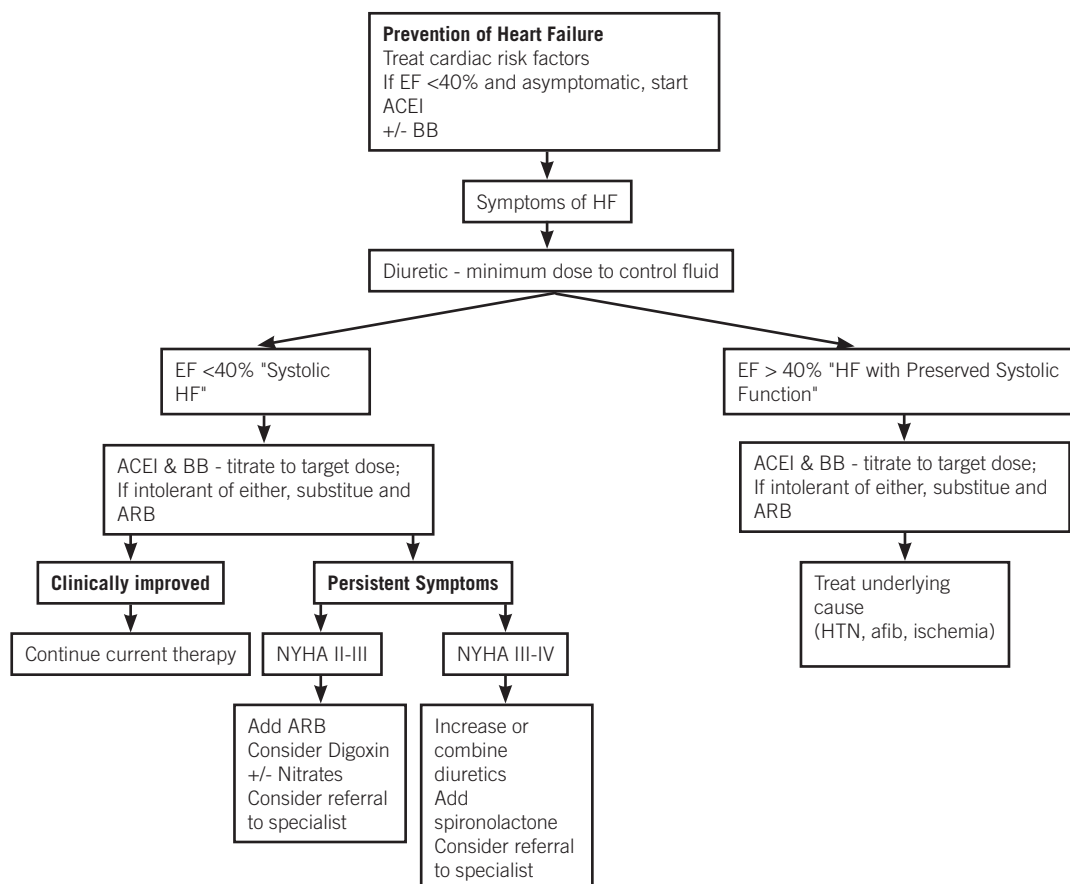 Prevention of Heart Failure
Treat cardiac risk factors
If EF <40% and asymptomatic, start
ACEI
+/- BB
Symptoms of HF
Diuretic - minimum dose to control fluid
EF <40% "Systolic
HF"
EF > 40% "HF with Preserved Systolic
Function"
ACEI & BB - titrate to target dose;
If intolerant of either, substitue and
ARB
ACEI & BB - titrate to target dose;
If intolerant of either, substitue and
ARB
Clinically improved
Persistent Symptoms
Treat underlying
cause
(HTN, afib, ischemia)
Continue current therapy
NYHA II-III
NYHA III-IV
Add ARB
Consider Digoxin
+/- Nitrates
Consider referral
to specialist
Increase or
combine
diuretics
Add
spironolactone
Consider referral
to specialist